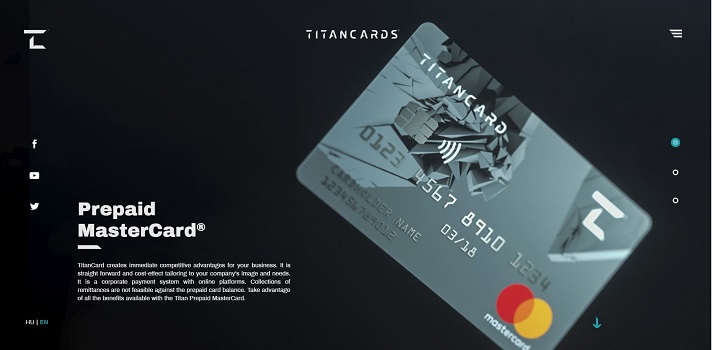 TITANCARDS
TITANCARD
0123 4567 8910 1234
CARDHOLDER NAME
03/18
123456789012
mastercard
Prepaid
MasterCard®
TitanCard creates immediate competitive advantages for your business. It is
straight forward and cost-effect tailoring to your company's image and needs.
It is a corporate payment system with online platforms. Collections of
remittances are not feasible against the prepaid card balance. Take advantage
of all the benefits available with the Titan Prepaid MasterCard.
HU | EN